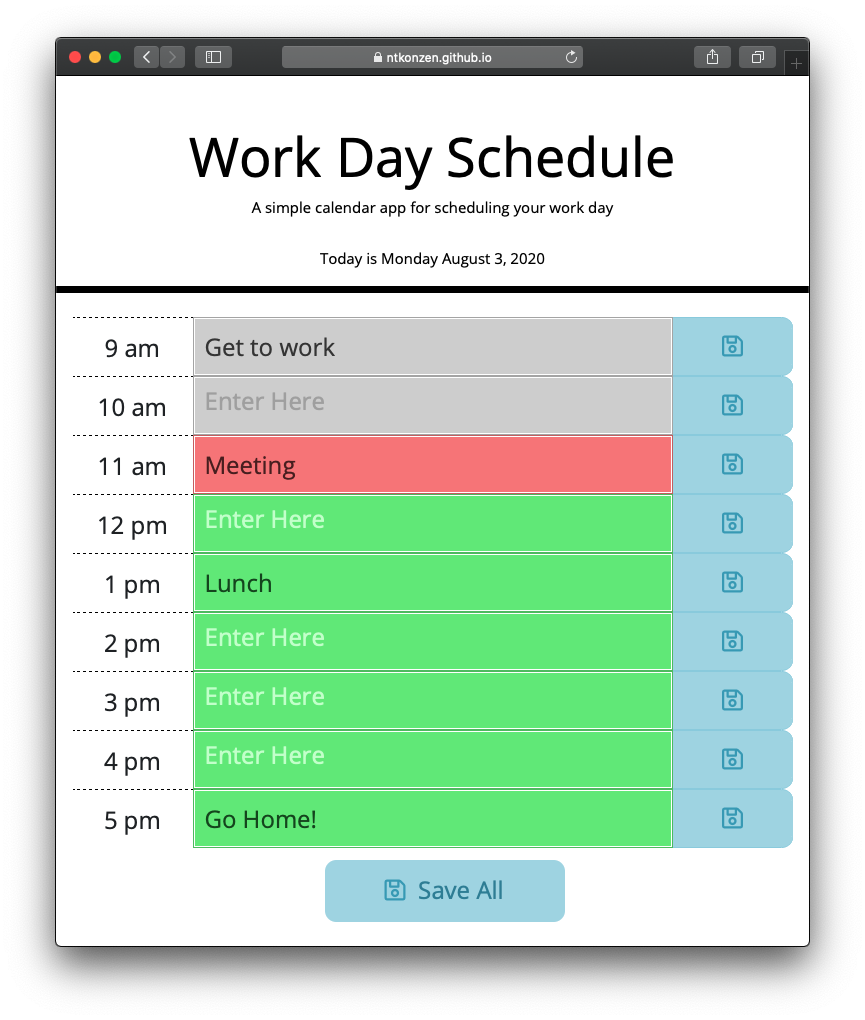 ntkonzen.github.io
Work Day Schedule
A simple calendar app for scheduling your work day
Today is Monday August 3, 2020
9 am Get to work
10 am Enter Here
11 am Meeting
12 pm Enter Here
1 pm Lunch
2 pm Enter Here
3 pm Enter Here
4 pm Enter Here
5 pm Go Home!
Save All